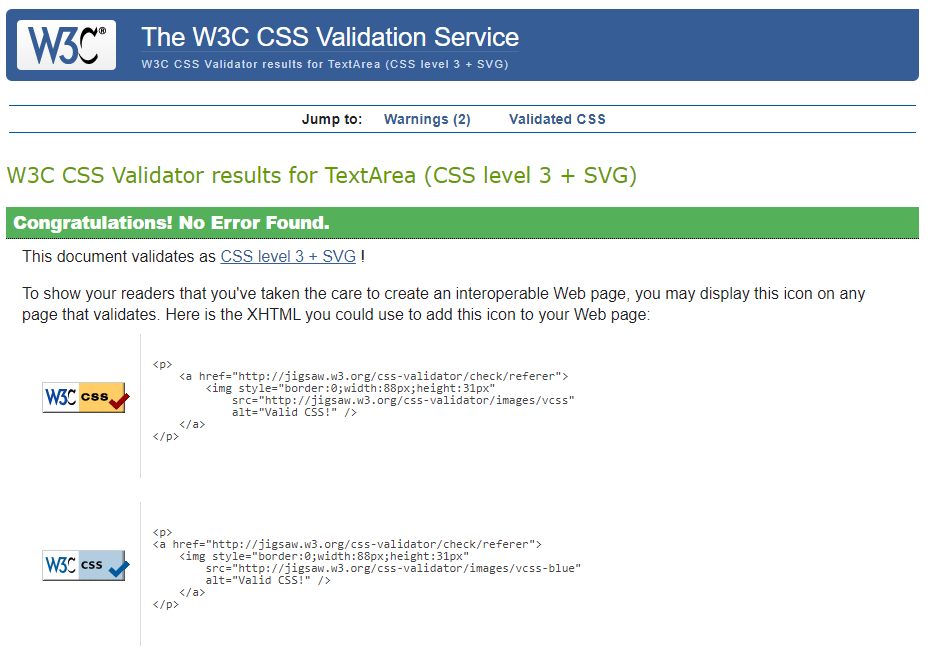 W3C®
The W3C CSS Validation Service
W3C CSS Validator results for TextArea (CSS level 3 + SVG)
Jump to: Warnings (2) Validated CSS
W3C CSS Validator results for TextArea (CSS level 3 + SVG)
Congratulations! No Error Found.
This document validates as CSS level 3 + SVG !
To show your readers that you've taken the care to create an interoperable Web page, you may display this icon on any
page that validates. Here is the XHTML you could use to add this icon to your Web page:
W3C css
<p>
<a href="http://jigsaw.w3.org/css-validator/check/referer">
<img style="border:0;width:88px;height:31px"
src="http://jigsaw.w3.org/css-validator/images/vcss"
alt="Valid CSS!" />
</a>
</p>
W3C css
<p>
<a href="http://jigsaw.w3.org/css-validator/check/referer">
<img style="border:0;width:88px;height:31px"
src="http://jigsaw.w3.org/css-validator/images/vcss-blue"
alt="Valid CSS!" />
</a>
</p>